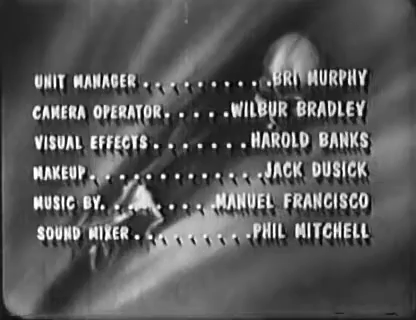 UNIT MANAGER..........BRI MURPHY
CAMERA OPERATOR.....WILBUR BRADLEY
VISUAL EFFECTS........HAROLD BANKS
MAKEUP.............JACK DUSICK
MUSIC BY.........MANUEL FRANCISCO
SOUND MIXER.........PHIL MITCHELL